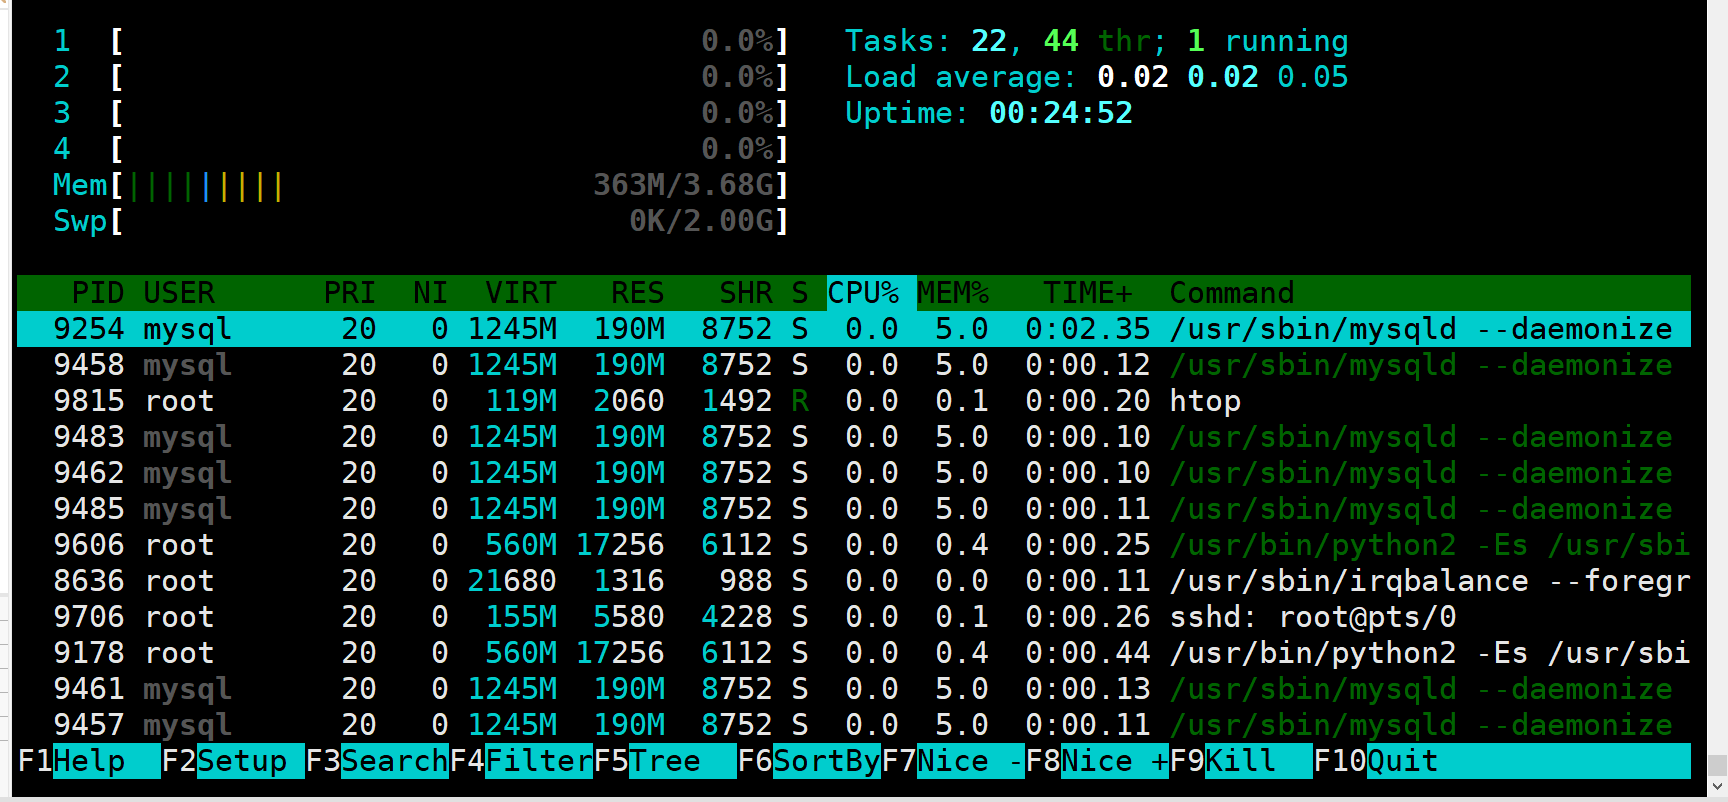 1 [ 0.0%] Tasks: 22, 44 thr; 1 running
2 [ 0.0%] Load average: 0.02 0.02 0.05
3 [ 0.0%] Uptime: 00:24:52
4 [ 0.0%]
Mem[||||||||| 363M/3.68G]
Swp[ 0K/2.00G]
PID USER PRI NI VIRT RES SHR S CPU% MEM% TIME+ Command
9254 mysql 20 0 1245M 190M 8752 S 0.0 5.0 0:02.35 /usr/sbin/mysqld --daemonize
9458 mysql 20 0 1245M 190M 8752 S 0.0 5.0 0:00.12 /usr/sbin/mysqld --daemonize
9815 root 20 0 119M 2060 1492 R 0.0 0.1 0:00.20 htop
9483 mysql 20 0 1245M 190M 8752 S 0.0 5.0 0:00.10 /usr/sbin/mysqld --daemonize
9462 mysql 20 0 1245M 190M 8752 S 0.0 5.0 0:00.10 /usr/sbin/mysqld --daemonize
9485 mysql 20 0 1245M 190M 8752 S 0.0 5.0 0:00.11 /usr/sbin/mysqld --daemonize
9606 root 20 0 560M 17256 6112 S 0.0 0.4 0:00.25 /usr/bin/python2 -Es /usr/sbi
8636 root 20 0 21680 1316 988 S 0.0 0.0 0:00.11 /usr/sbin/irqbalance --foregr
9706 root 20 0 155M 5580 4228 S 0.0 0.1 0:00.26 sshd: root@pts/0
9178 root 20 0 560M 17256 6112 S 0.0 0.4 0:00.44 /usr/bin/python2 -Es /usr/sbi
9461 mysql 20 0 1245M 190M 8752 S 0.0 5.0 0:00.13 /usr/sbin/mysqld --daemonize
9457 mysql 20 0 1245M 190M 8752 S 0.0 5.0 0:00.11 /usr/sbin/mysqld --daemonize
F1Help F2Setup F3SearchF4FilterF5Tree F6SortByF7Nice -F8Nice +F9Kill F10Quit